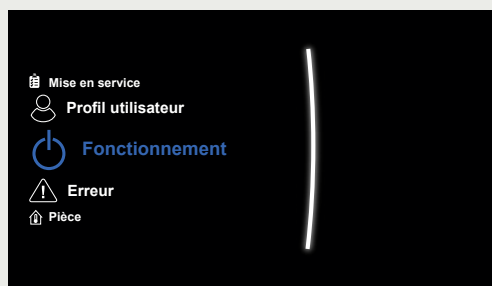 Mise en service
Profil utilisateur
Fonctionnement
Erreur
Pièce